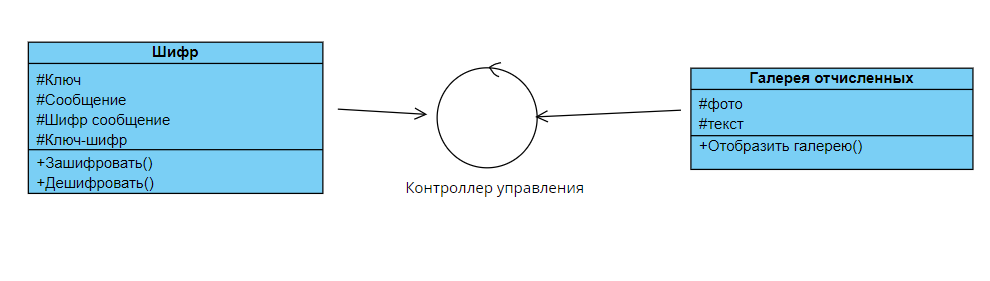 Шифр
#Ключ
#Сообщение
#Шифр сообщение
#Ключ-шифр
+Зашифровать()
+Дешифровать()
Контроллер управления
Галерея отчисленных
#фото
#текст
+Отобразить галерею()